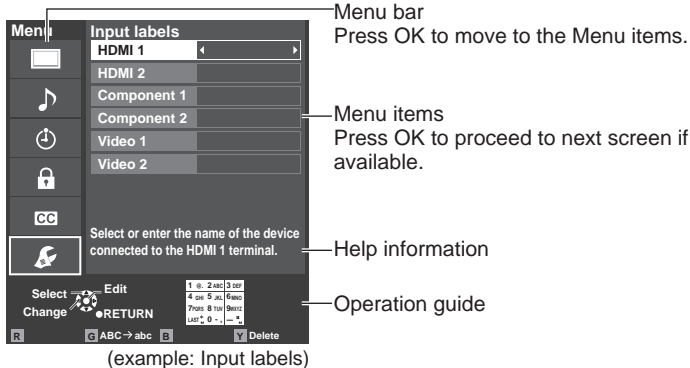 Menu bar
Press OK to move to the Menu items.
Menu
Input labels
HDMI 1
HDMI 2
Component 1
Component 2
Video 1
Video 2
Menu items
Press OK to proceed to next screen if
available.
CC
Select or enter the name of the device
connected to the HDMI 1 terminal.
Help information
Select
Edit
Change
RETURN
1 @. 2 ABC 3 DEF
4 GHI 5 JKL 6 MNO
7 PQRS 8 TUV 9 WXYZ
LAST 0 - ,
Operation guide
R
G ABC→abc B
Y Delete
(example: Input labels)